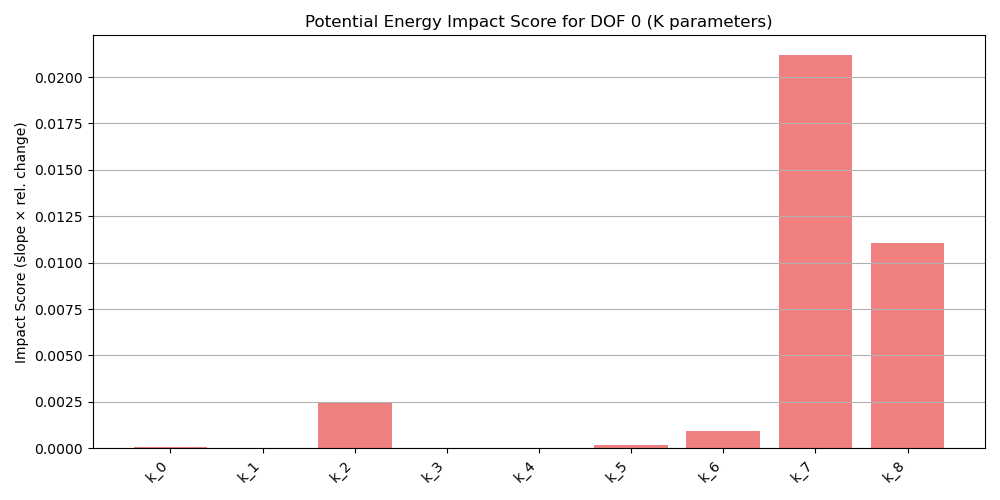 Potential Energy Impact Score for DOF 0 (K parameters)
Impact Score (slope × rel. change)
0.0200
0.0175
0.0150
0.0125
0.0100
0.0075
0.0050
0.0025
0.0000
k_0
k_1
k_2
k_3
k_4
k_5
k_6
k_7
k_8